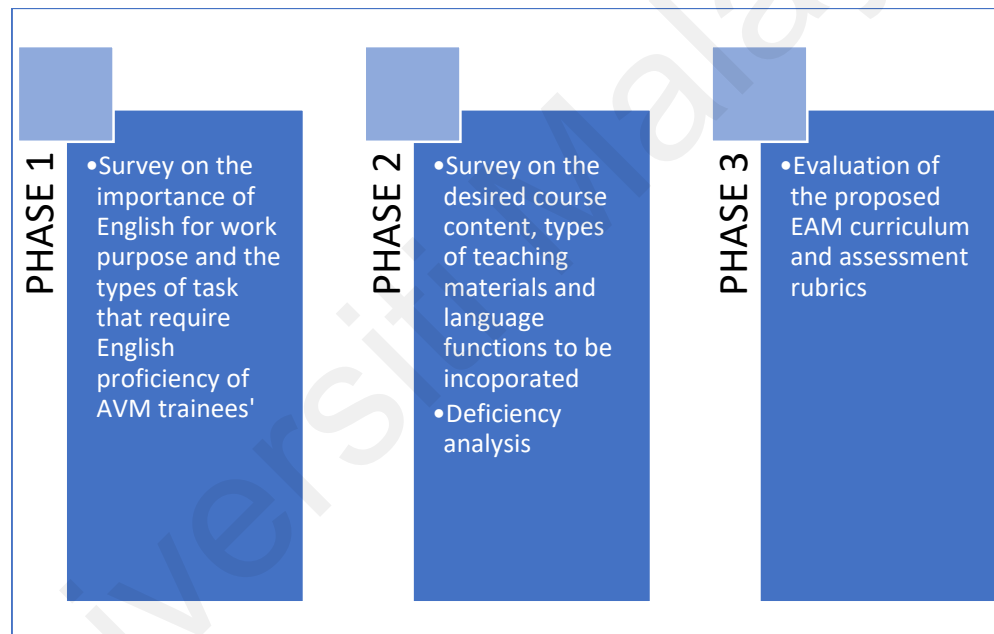 PHASE 1
•Survey on the
importance of
English for work
purpose and the
types of task
that require
English
proficiency of
AVM trainees'
PHASE 2
•Survey on the
desired course
content, types
of teaching
materials and
language
functions to be
incoporated
•Deficiency
analysis
PHASE 3
•Evaluation of
the proposed
EAM curriculum
and assessment
rubrics
versiti Malay